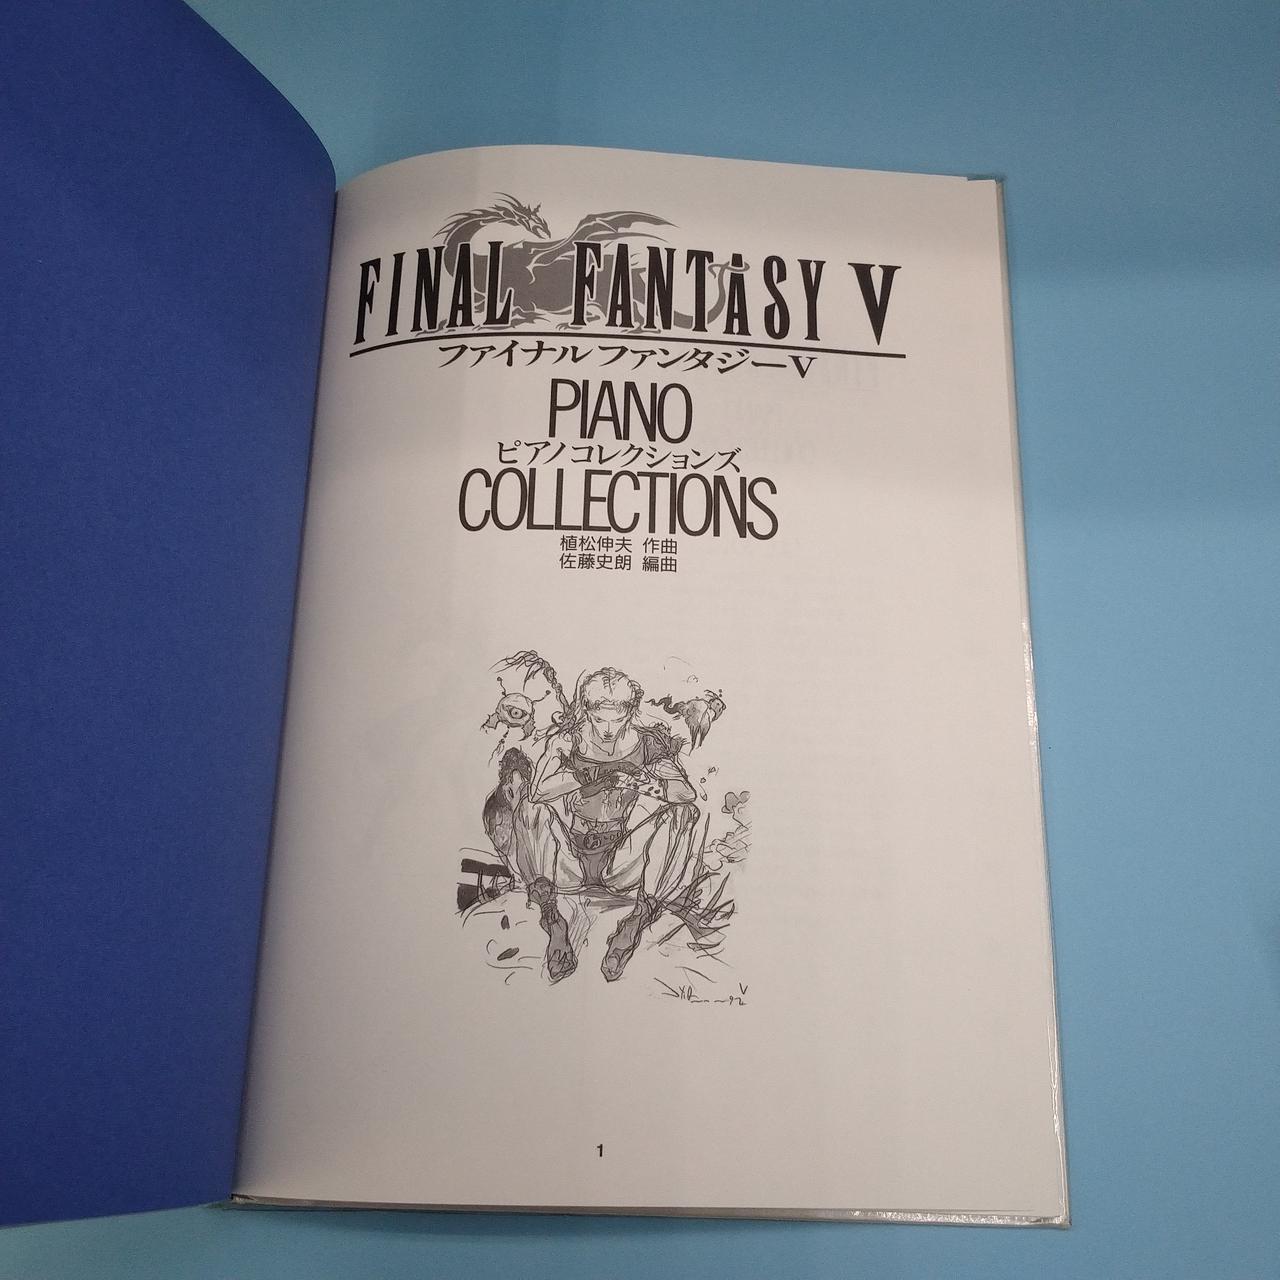 FINAL FANTASY V
ファイナルファンタジーV
PIANO
ピアノコレクションズ
COLLECTIONS
植松伸夫 作曲
佐藤史朗 編曲
1